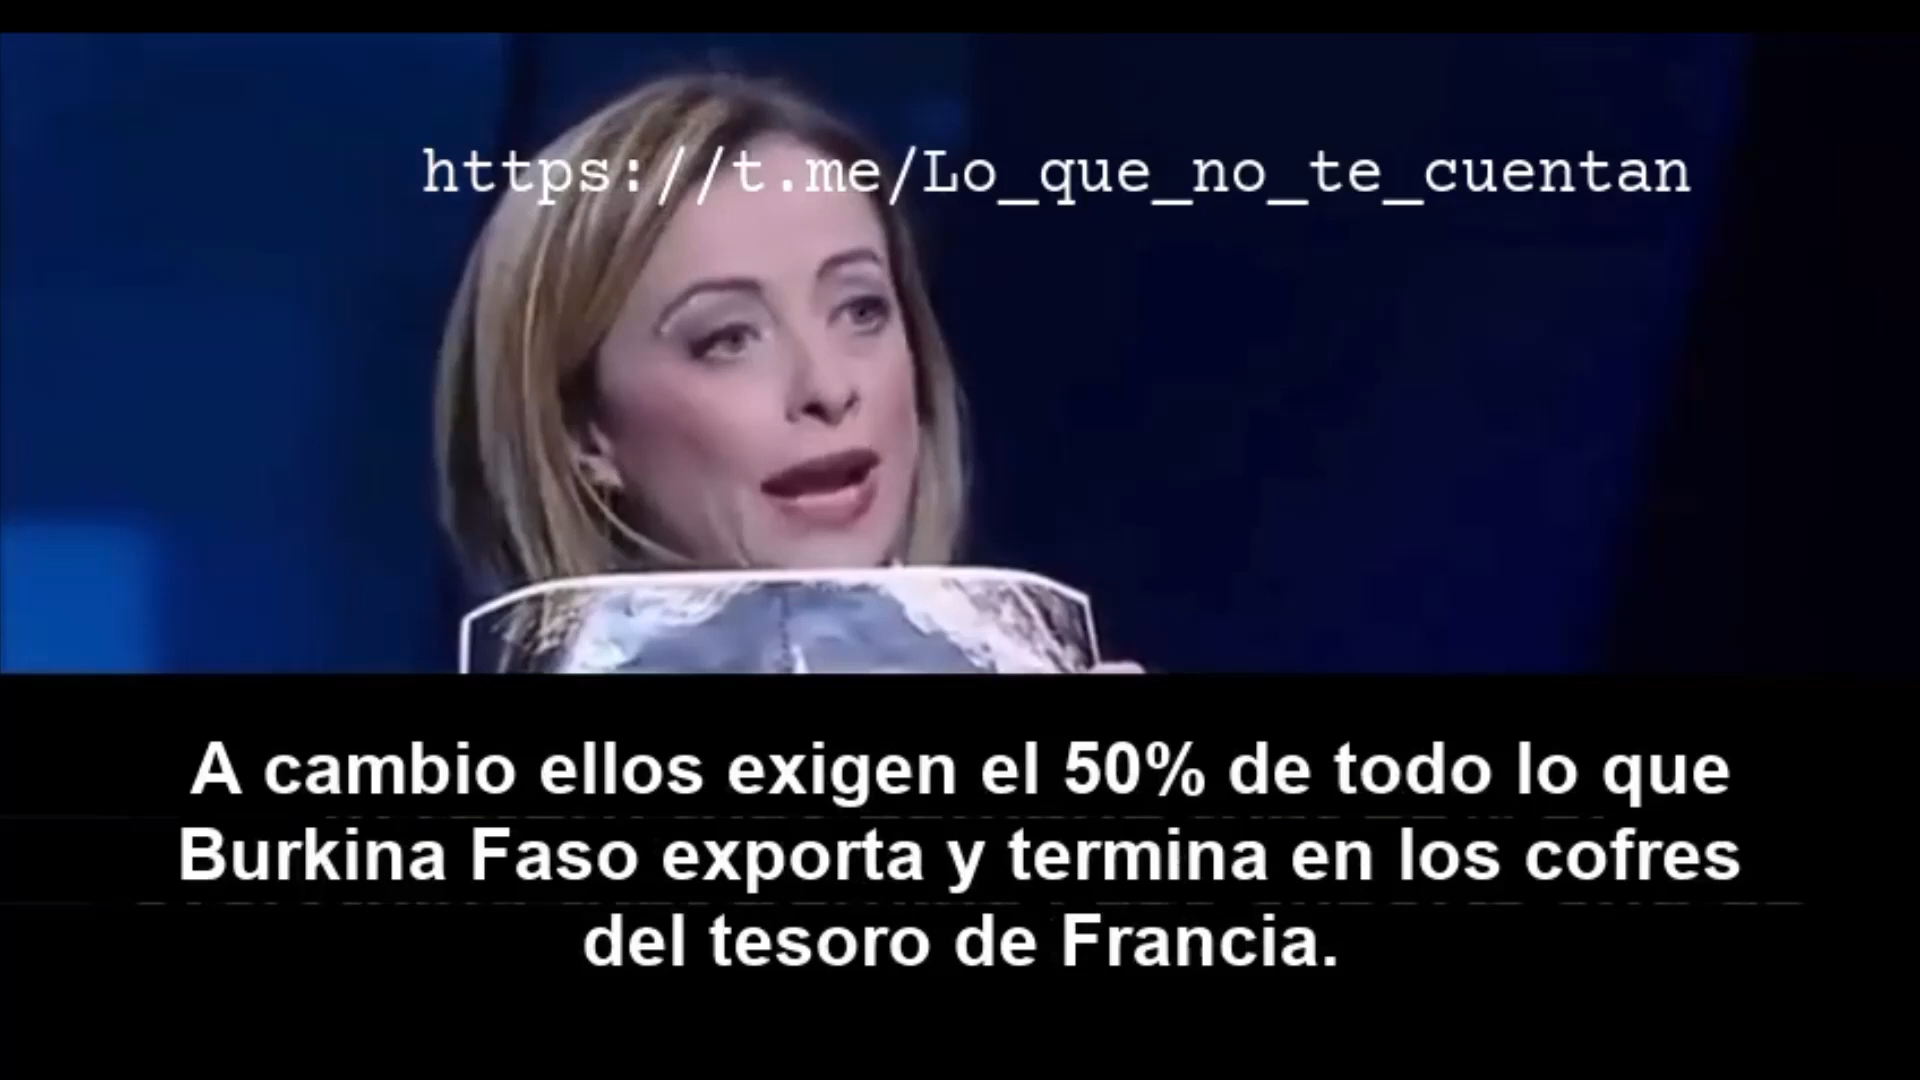 https://t.me/Lo_que_no_te_cuentan
A cambio ellos exigen el 50% de todo lo que
Burkina Faso exporta y termina en los cofres
del tesoro de Francia.